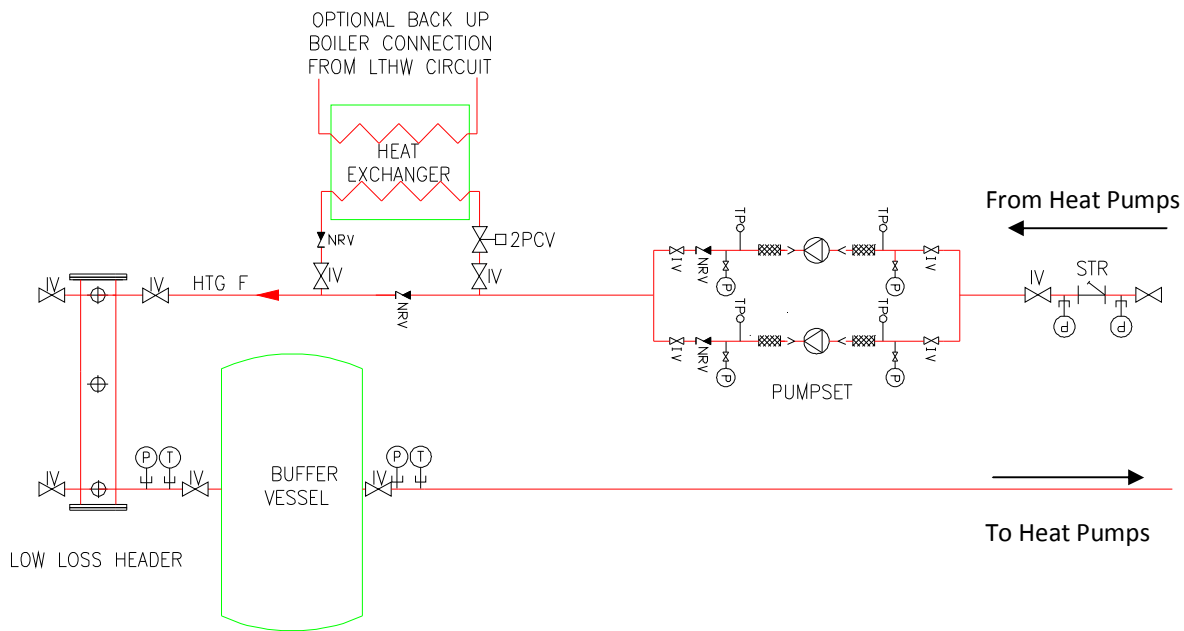 OPTIONAL BACK UP
BOILER CONNECTION
FROM LTHW CIRCUIT
HEAT
EXCHANGER
NRV
2PCV
IV
IV
From Heat Pumps
TP
TP
IV
NRV
P
P
IV
IV
STR
P
P
IV
IV
HTG F
NRV
TP
TP
IV
NRV
P
P
IV
PUMPSET
BUFFER
VESSEL
IV
P
T
IV
IV
P
T
To Heat Pumps
LOW LOSS HEADER